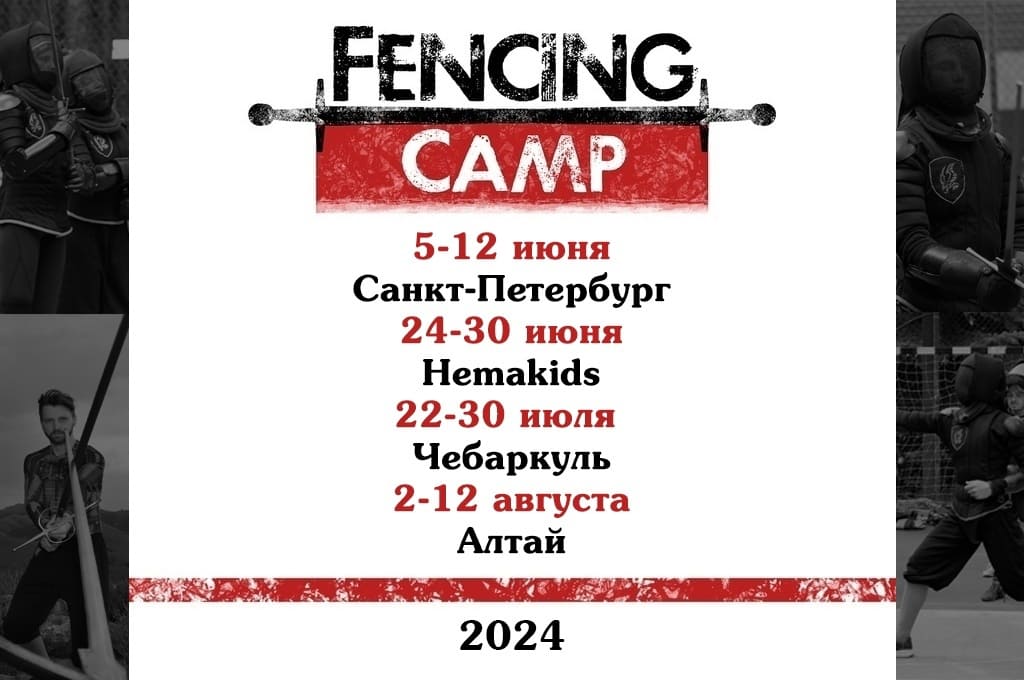 FENCING
CAMP
5-12 июня
Санкт-Петербург
24-30 июня
Hemakids
22-30 июля
Чебаркуль
2-12 августа
Алтай
2024